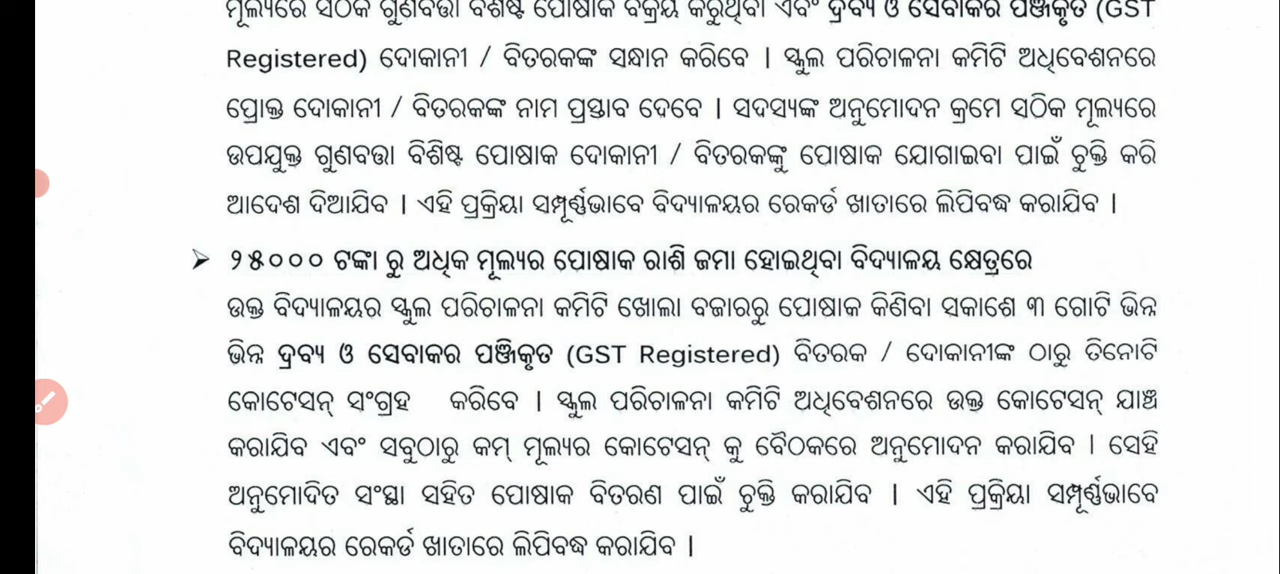 ମୂଲ୍ୟରେ ସଠିକ ଗୁଣବତ୍ତା ବିଶିଷ୍ଟ ପୋଷାକ ବିକ୍ରୟ କରୁଥିବା ଏବଂ ଦ୍ରବ୍ୟ ଓ ସେବାକର ପଞ୍ଜିକୃତ (GST
Registered) ଦୋକାନୀ / ବିତରକଙ୍କ ସନ୍ଧାନ କରିବେ । ସ୍କୁଲ ପରିଚାଳନା କମିଟି ଅଧିବେଶନରେ
ପ୍ରୋକ୍ତ ଦୋକାନୀ / ବିତରକଙ୍କ ନାମ ପ୍ରସ୍ତାବ ଦେବେ । ସଦସ୍ୟଙ୍କ ଅନୁମୋଦନ କ୍ରମେ ସଠିକ ମୂଲ୍ୟରେ
ଉପଯୁକ୍ତ ଗୁଣବତ୍ତା ବିଶିଷ୍ଟ ପୋଷାକ ଦୋକାନୀ / ବିତରକଙ୍କୁ ପୋଷାକ ଯୋଗାଇବା ପାଇଁ ଚୁକ୍ତି କରି
ଆଦେଶ ଦିଆଯିବ । ଏହି ପ୍ରକ୍ରିୟା ସମ୍ପୂର୍ଣ୍ଣଭାବେ ବିଦ୍ୟାଳୟର ରେକର୍ଡ ଖାତାରେ ଲିପିବଦ୍ଧ କରାଯିବ ।
➢ ୨୫୦୦୦ ଟଙ୍କା ରୁ ଅଧିକ ମୂଲ୍ୟର ପୋଷାକ ରାଶି ଜମା ହୋଇଥିବା ବିଦ୍ୟାଳୟ କ୍ଷେତ୍ରରେ
ଉକ୍ତ ବିଦ୍ୟାଳୟର ସ୍କୁଲ ପରିଚାଳନା କମିଟି ଖୋଲା ବଜାରରୁ ପୋଷାକ କିଣିବା ସକାଶେ ୩ ଗୋଟି ଭିନ୍ନ
ଭିନ୍ନ ଦ୍ରବ୍ୟ ଓ ସେବାକର ପଞ୍ଜିକୃତ (GST Registered) ବିତରକ / ଦୋକାନୀଙ୍କ ଠାରୁ ତିନୋଟି
କୋଟେସନ୍ ସଂଗ୍ରହ କରିବେ । ସ୍କୁଲ ପରିଚାଳନା କମିଟି ଅଧିବେଶନରେ ଉକ୍ତ କୋଟେସନ୍ ଯାଞ୍ଚ
କରାଯିବ ଏବଂ ସବୁଠାରୁ କମ୍ ମୂଲ୍ୟର କୋଟେସନ୍ କୁ ବୈଠକରେ ଅନୁମୋଦନ କରାଯିବ । ସେହି
ଅନୁମୋଦିତ ସଂସ୍ଥା ସହିତ ପୋଷାକ ବିତରଣ ପାଇଁ ଚୁକ୍ତି କରାଯିବ । ଏହି ପ୍ରକ୍ରିୟା ସମ୍ପୂର୍ଣ୍ଣଭାବେ
ବିଦ୍ୟାଳୟର ରେକର୍ଡ ଖାତାରେ ଲିପିବଦ୍ଧ କରାଯିବ ।